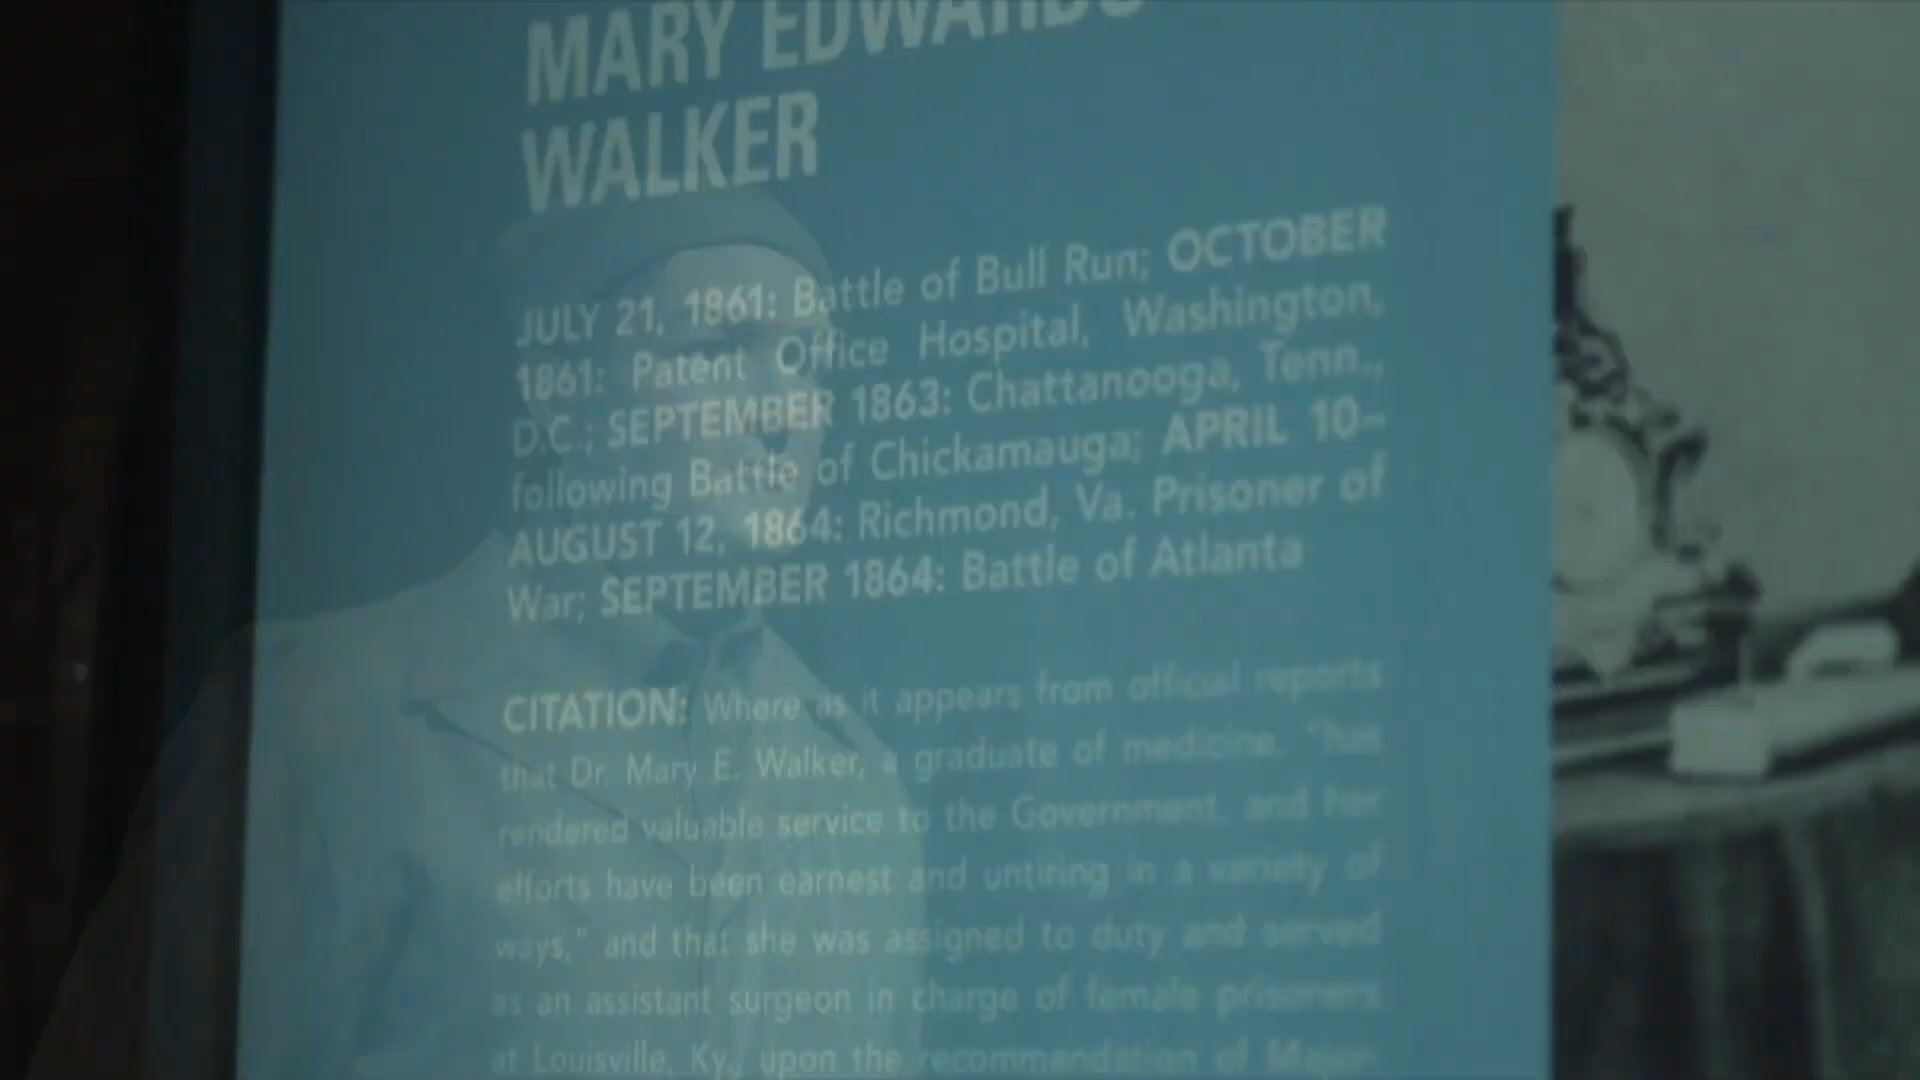 MARY EDWARDS
WALKER
JULY 21, 1861: Battle of Bull Run; OCTOBER
1861: Patent Office Hospital, Washington,
D.C.; SEPTEMBER 1863: Chattanooga, Tenn.,
following Battle of Chickamauga; APRIL 10–
AUGUST 12, 1864: Richmond, Va. Prisoner of
War; SEPTEMBER 1864: Battle of Atlanta
CITATION: Where as it appears from official reports
that Dr. Mary E. Walker, a graduate of medicine, "has
rendered valuable service to the Government, and her
efforts have been earnest and untiring in a variety of
ways," and that she was assigned to duty and served
as an assistant surgeon in charge of female prisoners
at Louisville, Ky., upon the recommendation of Major-